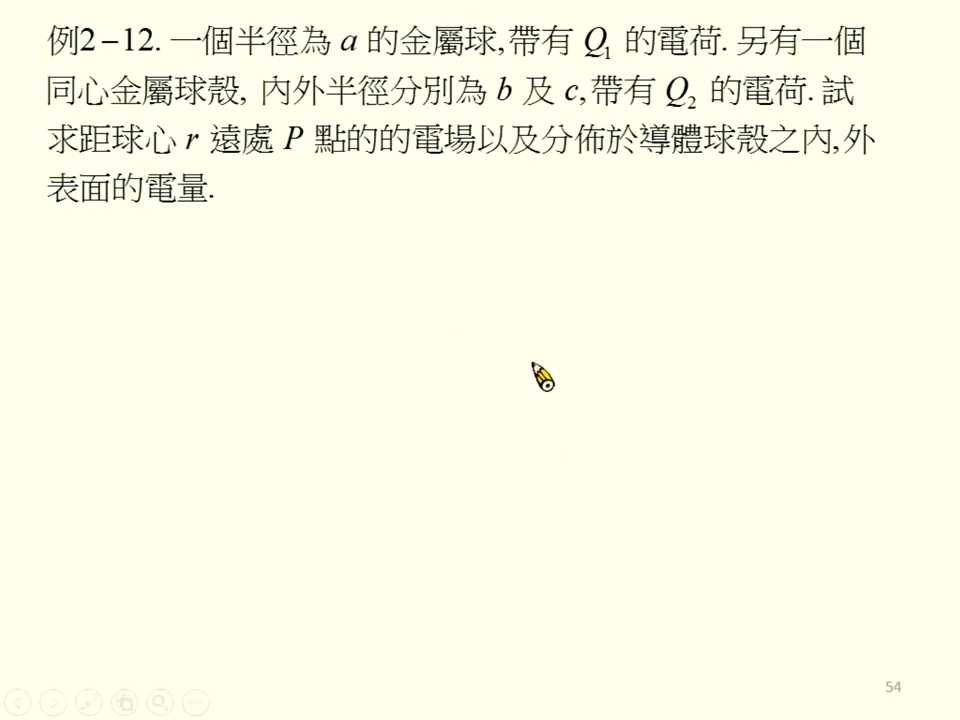 例2-12. 一個半徑為 a 的金屬球,帶有 Q₁ 的電荷. 另有一個
同心金屬球殼, 內外半徑分別為 b 及 c,帶有 Q₂ 的電荷. 試
求距球心 r 遠處 P 點的的電場以及分佈於導體球殼之內,外
表面的電量.
54